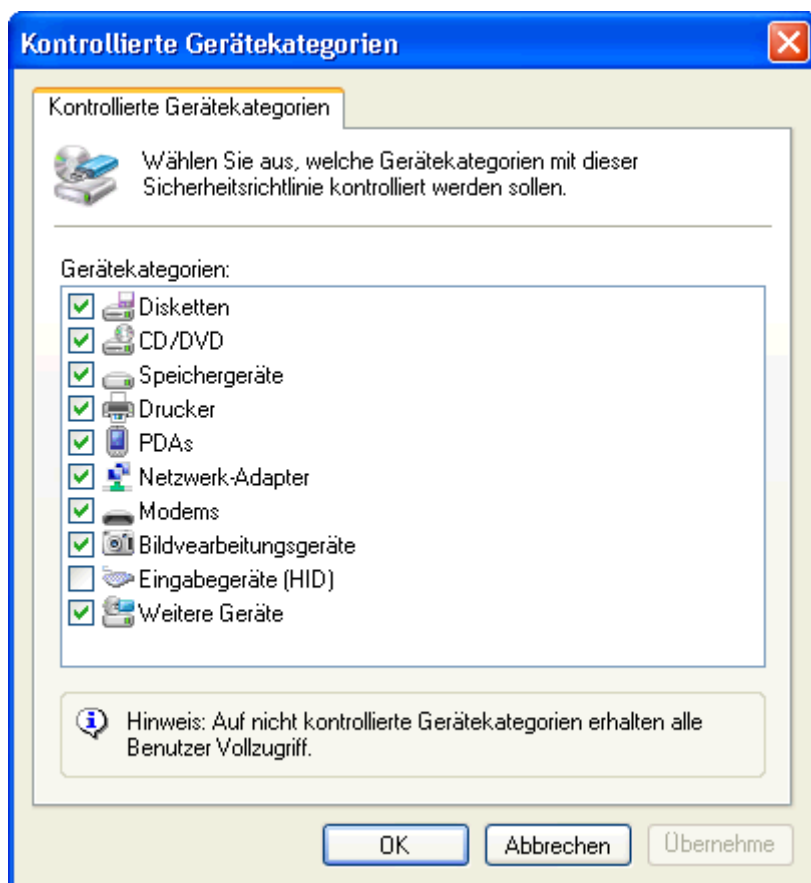 Kontrollierte Gerätekategorien
Kontrollierte Gerätekategorien
Wählen Sie aus, welche Gerätekategorien mit dieser
Sicherheitsrichtlinie kontrolliert werden sollen.
Gerätekategorien:
Disketten
CD/DVD
Speichergeräte
Drucker
PDAs
Netzwerk-Adapter
Modems
Bildvearbeitungsgeräte
Eingabegeräte (HID)
Weitere Geräte
Hinweis: Auf nicht kontrollierte Gerätekategorien erhalten alle
Benutzer Vollzugriff.
OK
Abbrechen
Übernehme